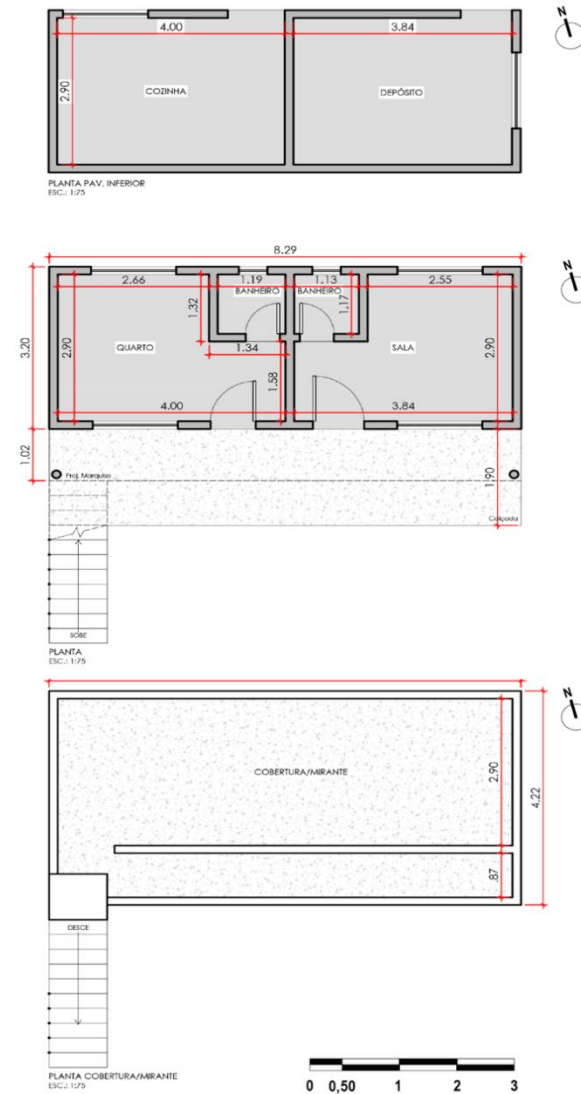 N
4.00
3.84
2.90
COZINHA
DEPÓSITO
PLANTA PAV. INFERIOR
ESC.: 1:75
8.29
N
2.66
1.19
1.13
2.55
BANHEIRO
BANHEIRO
1.32
1.17
3.20
2.90
QUARTO
SALA
2.90
1.34
1.58
4.00
3.84
1.02
Proj. Marquise
1.90
Calçada
SOBE
PLANTA
ESC.: 1:75
N
COBERTURA/MIRANTE
2.90
4.22
.87
DESCE
PLANTA COBERTURA/MIRANTE
ESC.: 1:75
0 0,50 1 2 3